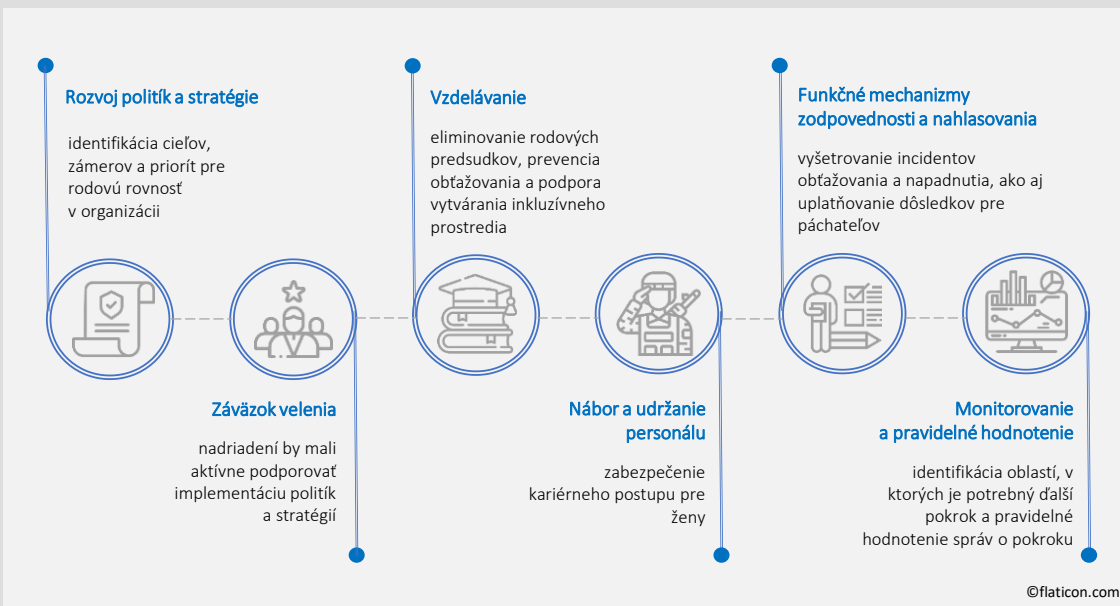 Rozvoj politík a stratégie
identifikácia cieľov,
zámerov a priorít pre
rodovú rovnosť
v organizácii
Záväzok velenia
nadriadení by mali
aktívne podporovať
implementáciu politík
a stratégií
Vzdelávanie
eliminovanie rodových
predsudkov, prevencia
obťažovania a podpora
vytvárania inkluzívneho
prostredia
Nábor a udržanie
personálu
zabezpečenie
kariérneho postupu pre
ženy
Funkčné mechanizmy
zodpovednosti a nahlasovania
vyšetrovanie incidentov
obťažovania a napadnutia, ako aj
uplatňovanie dôsledkov pre
páchateľov
Monitorovanie
a pravidelné hodnotenie
identifikácia oblastí, v
ktorých je potrebný ďalší
pokrok a pravidelné
hodnotenie správ o pokroku
©flaticon.com